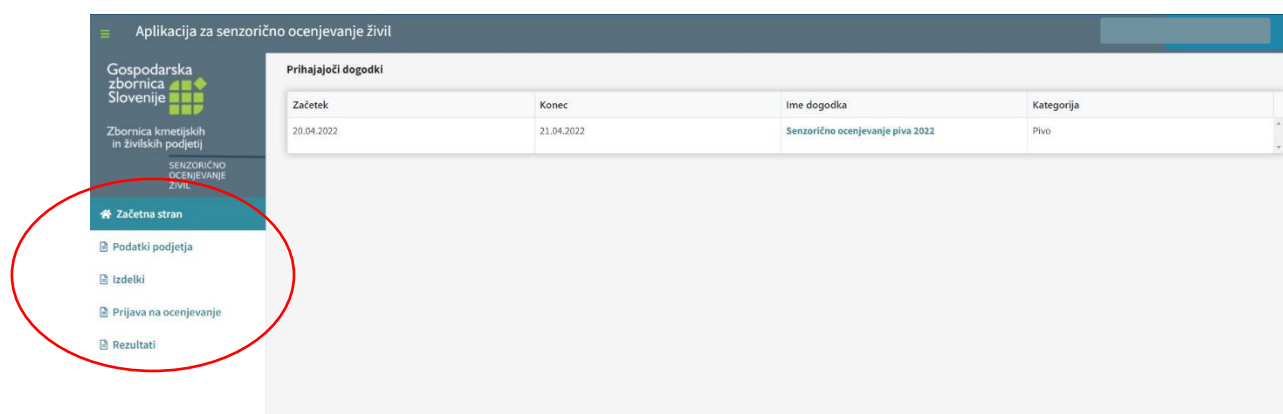 Aplikacija za senzorično ocenjevanje živil
Gospodarska
zbornica
Slovenije
Zbornica kmetijskih
in živilskih podjetij
SENZORIČNO
OCENJEVANJE
ŽIVIL
Začetna stran
Podatki podjetja
Izdelki
Prijava na ocenjevanje
Rezultati
Prihajajoči dogodki
Začetek Konec Ime dogodka Kategorija
20.04.2022 21.04.2022 Senzorično ocenjevanje piva 2022 Pivo